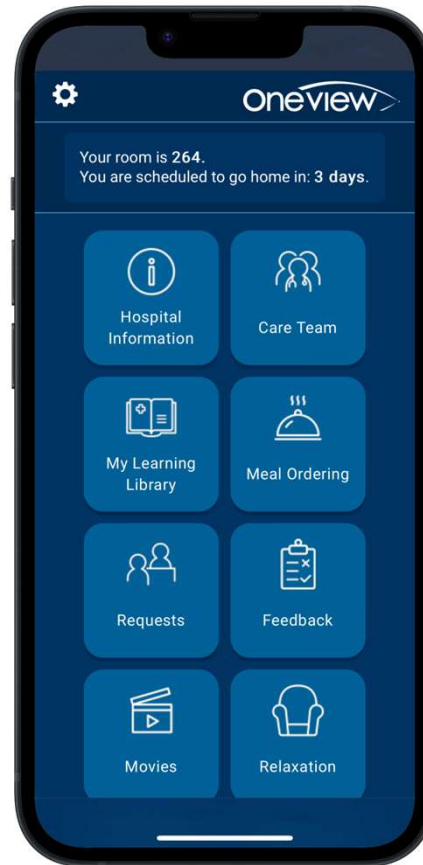 Oneview
Your room is 264.
You are scheduled to go home in: 3 days.
Hospital
Information
Care Team
My Learning
Library
Meal Ordering
Requests
Feedback
Movies
Relaxation